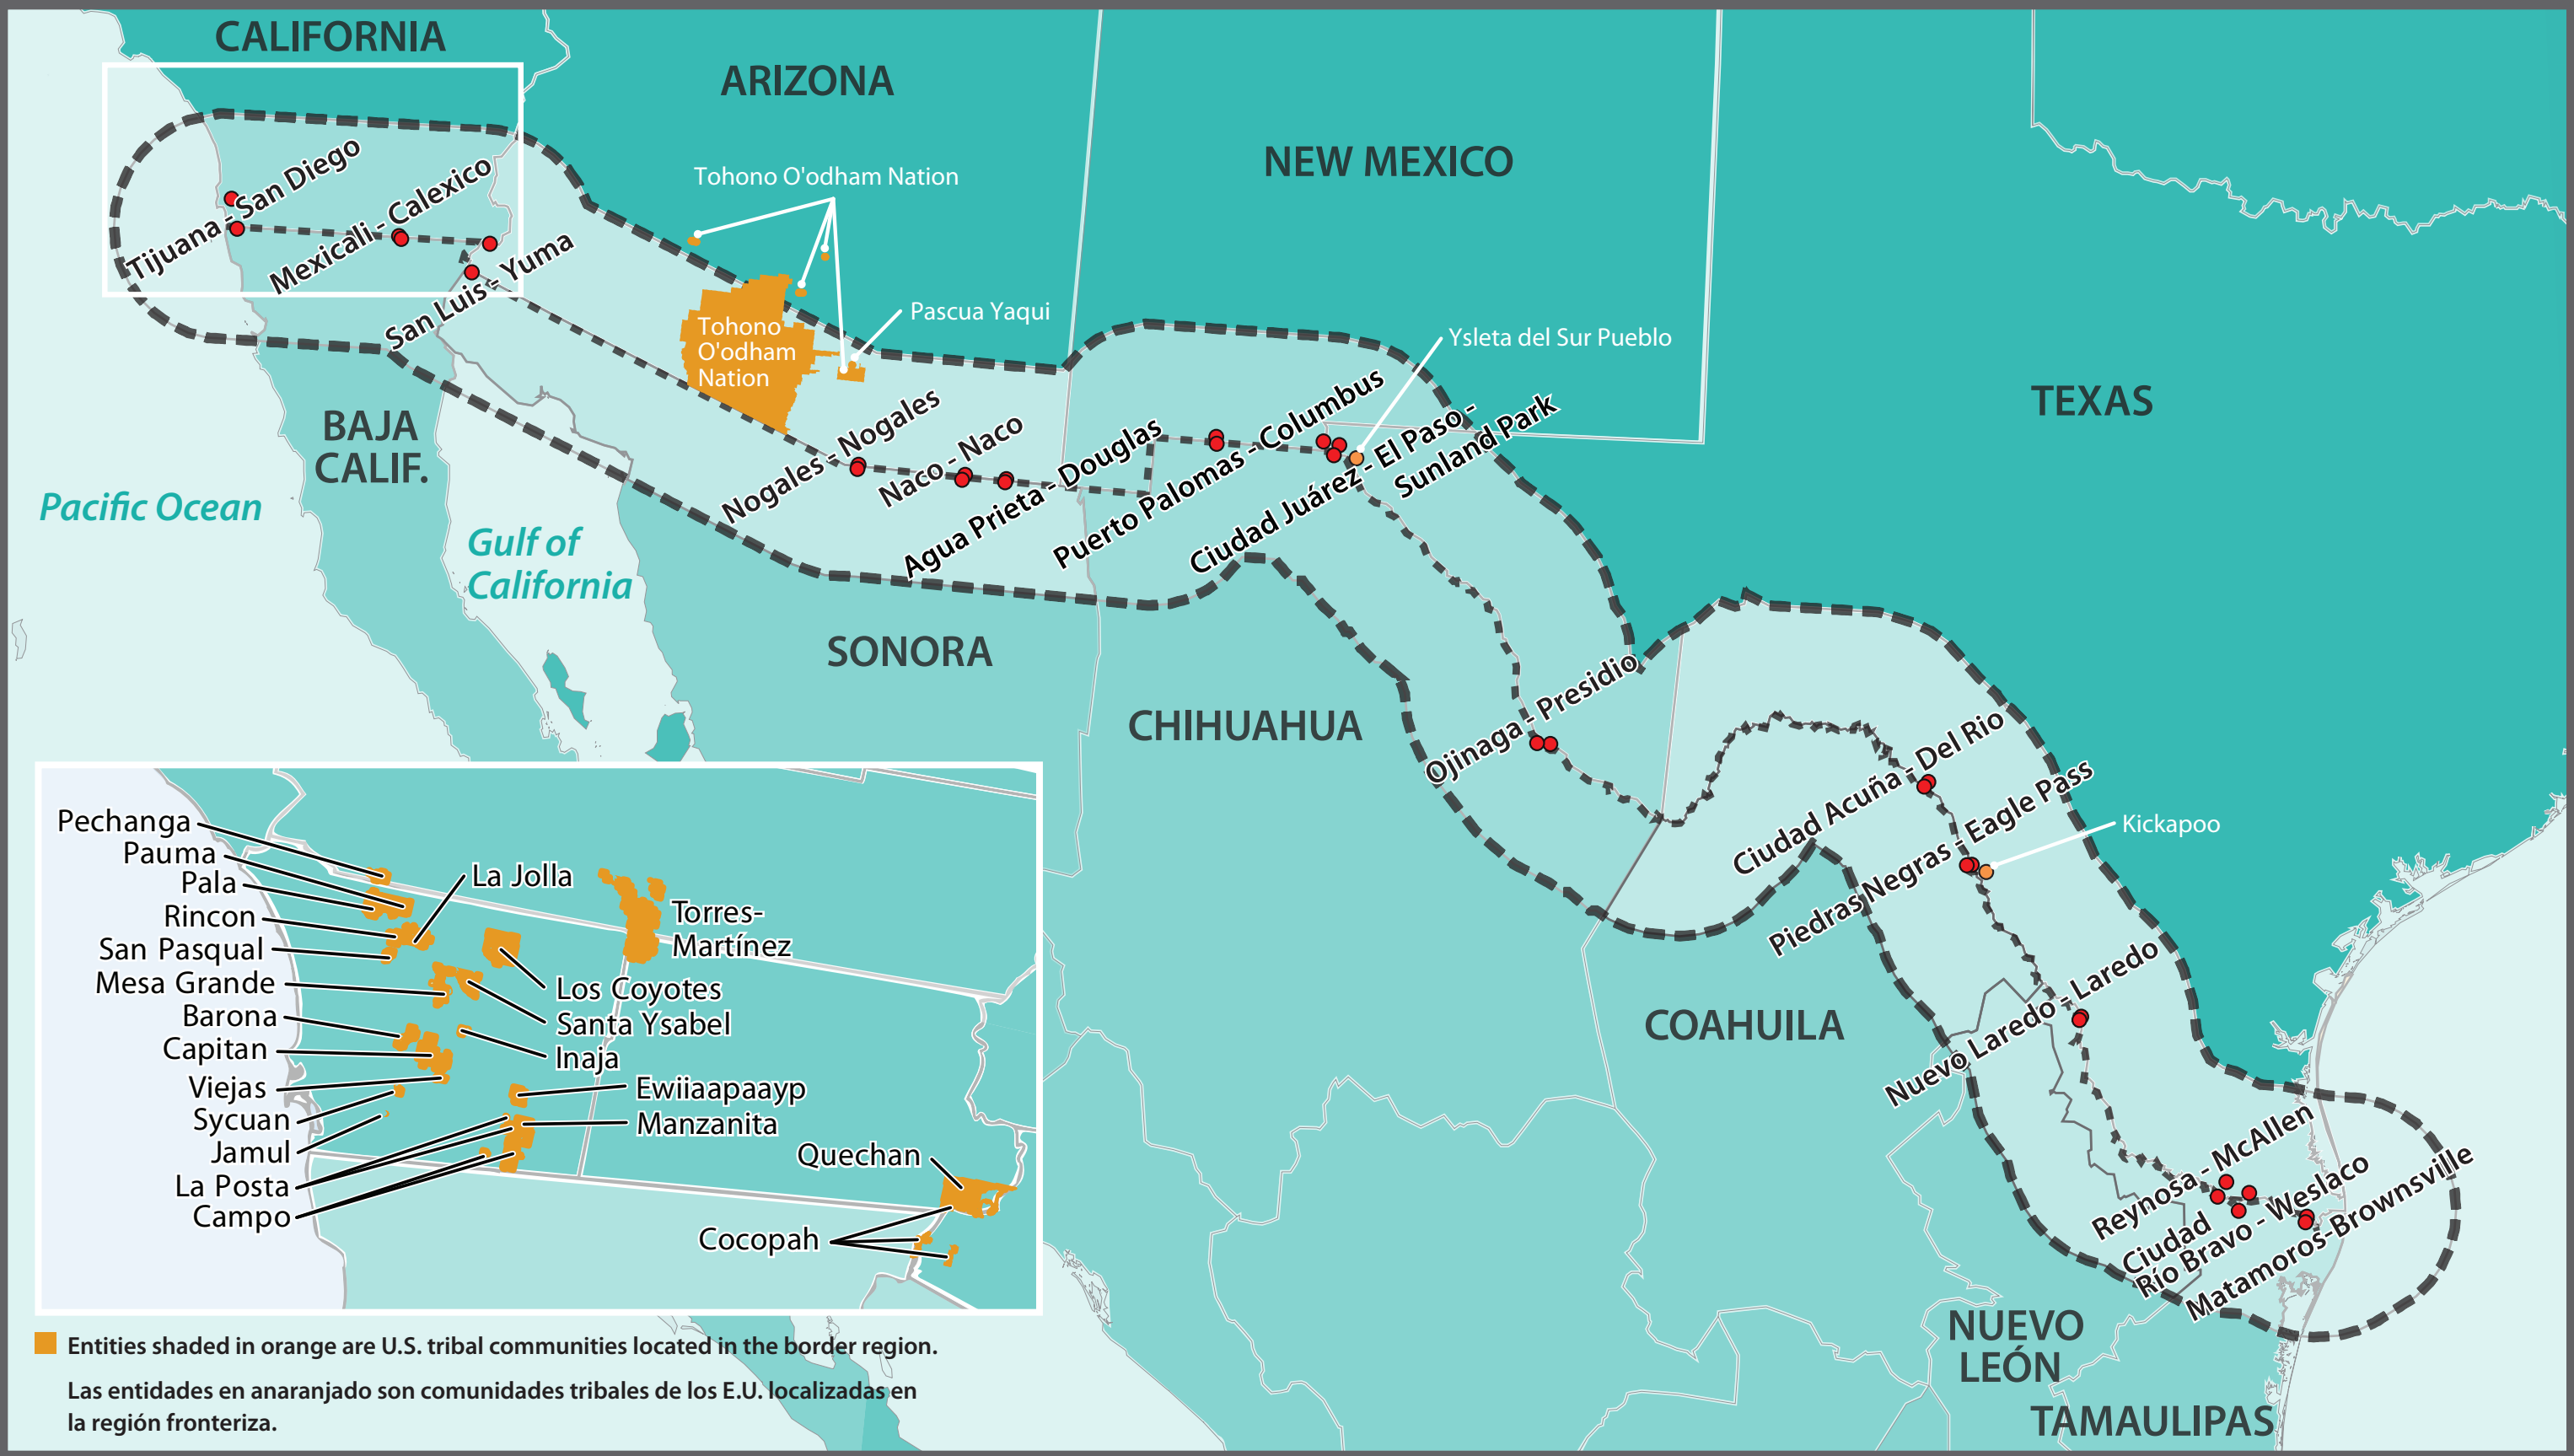 CALIFORNIA
ARIZONA
NEW MEXICO
TEXAS
Tohono O'odham Nation
Pascua Yaqui
Ysleta del Sur Pueblo
Tijuana - San Diego
Mexicali - Calexico
San Luis - Yuma
Tohono
O'odham
Nation
Nogales - Nogales
Naco - Naco
Agua Prieta - Douglas
Puerto Palomas - Columbus
Ciudad Juárez - El Paso -
Sunland Park
BAJA
CALIF.
Pacific Ocean
Gulf of
California
SONORA
CHIHUAHUA
Ojinaga - Presidio
Ciudad Acuña - Del Rio
Piedras Negras - Eagle Pass
Kickapoo
COAHUILA
Nuevo Laredo - Laredo
Reynosa - McAllen
Ciudad
Río Bravo - Weslaco
Matamoros-Brownsville
NUEVO
LEÓN
TAMAULIPAS
Pechanga
Pauma
Pala
Rincon
San Pasqual
Mesa Grande
Barona
Capitan
Viejas
Sycuan
Jamul
La Posta
Campo
La Jolla
Torres-
Martínez
Los Coyotes
Santa Ysabel
Inaja
Ewiiaapaayp
Manzanita
Quechan
Cocopah
Entities shaded in orange are U.S. tribal communities located in the border region.
Las entidades en anaranjado son comunidades tribales de los E.U. localizadas en
la región fronteriza.